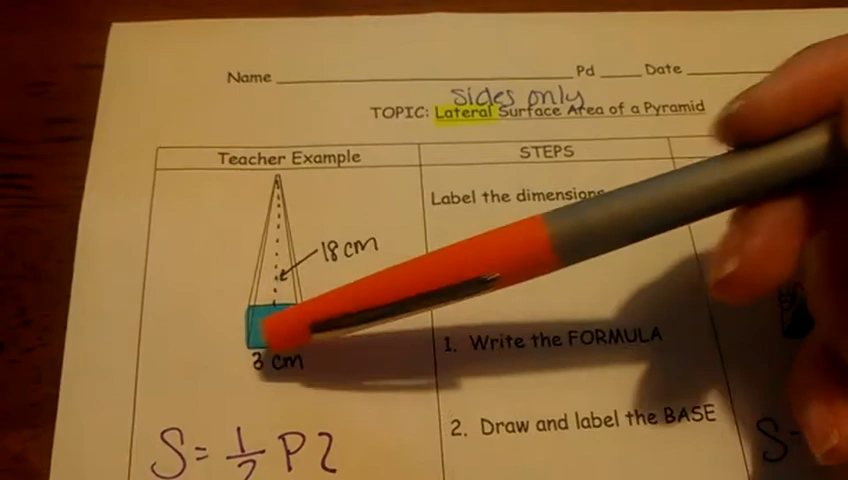 Name Pd Date
sides only
TOPIC: Lateral Surface Area of a Pyramid
Teacher Example STEPS
Label the dimensions
18 cm
3 cm
1. Write the FORMULA
2. Draw and label the BASE
S = 1/2 Pl
S=